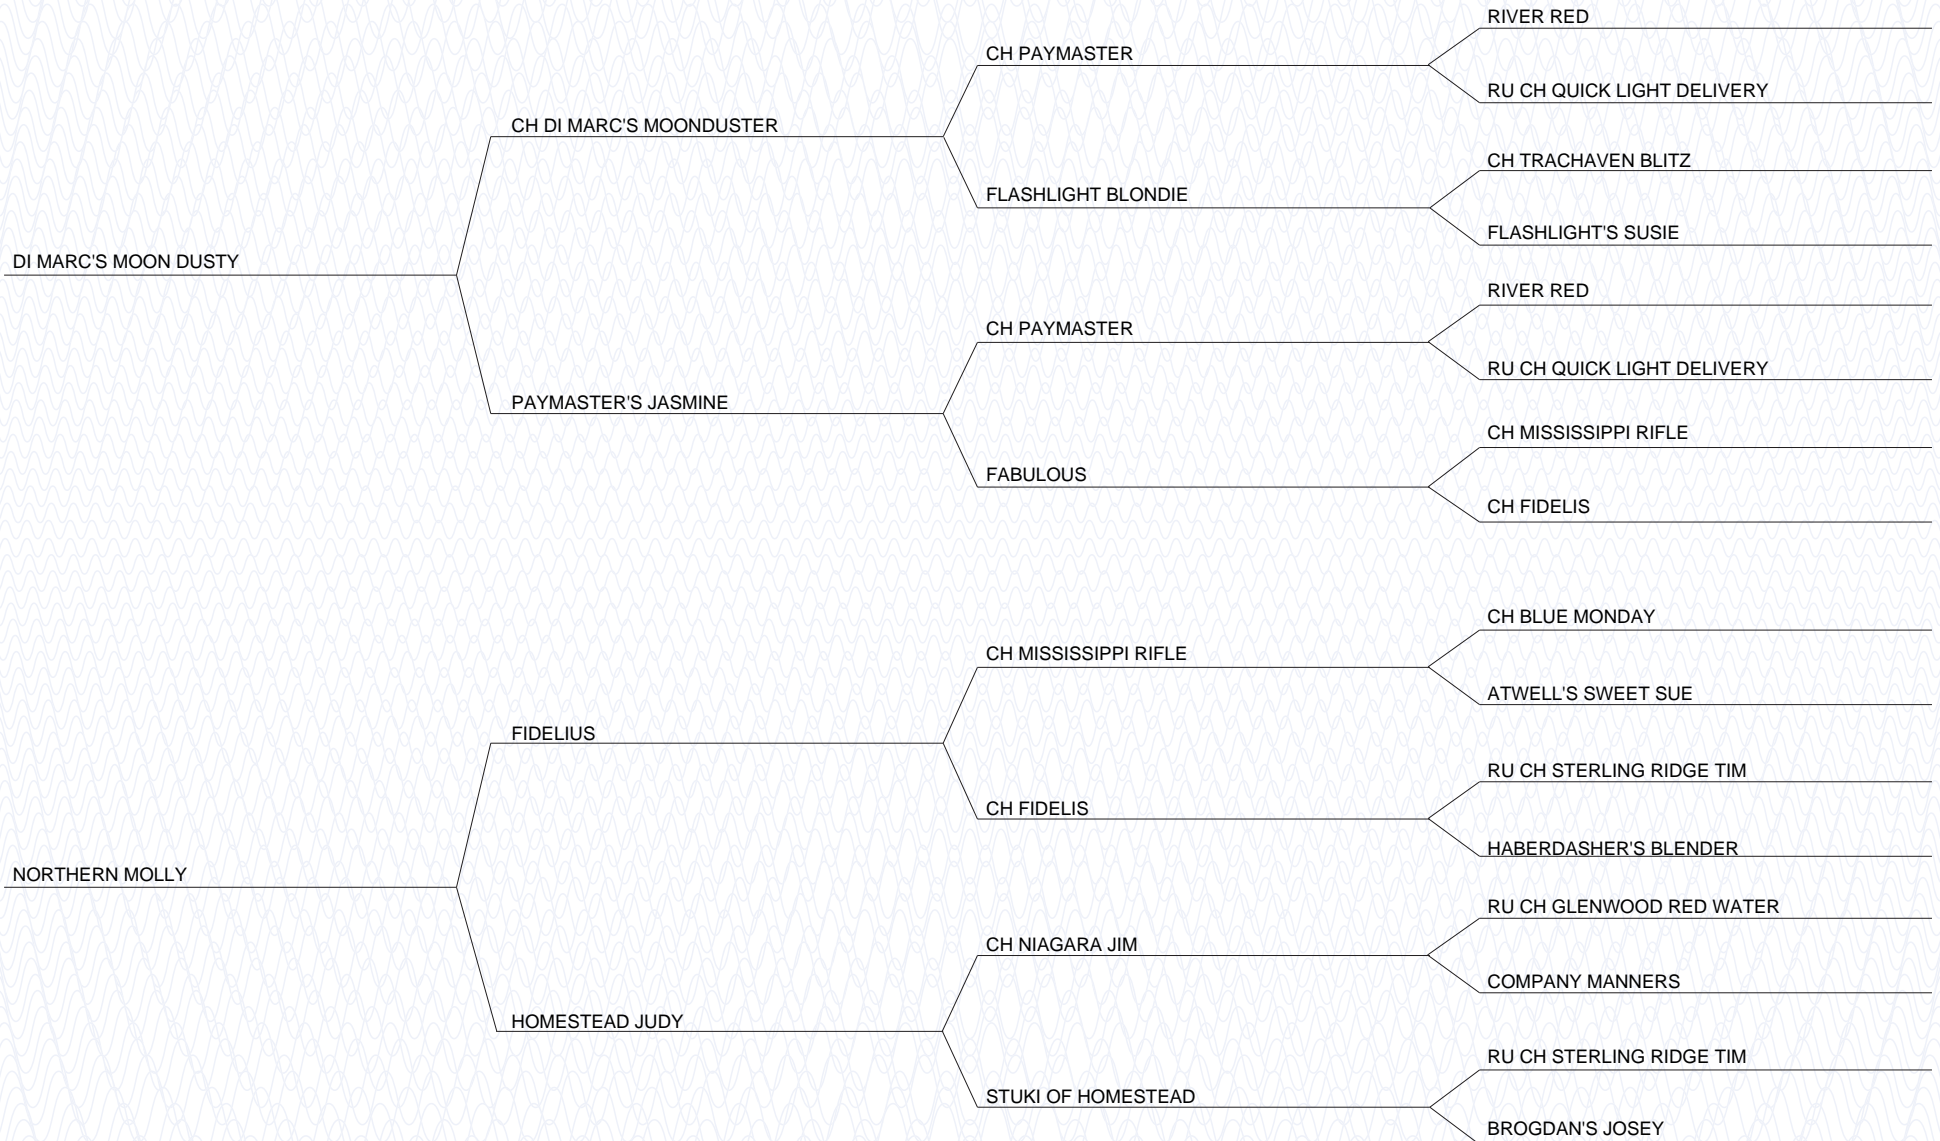 RIVER RED
CH PAYMASTER
RU CH QUICK LIGHT DELIVERY
CH DI MARC'S MOONDUSTER
CH TRACHAVEN BLITZ
FLASHLIGHT BLONDIE
FLASHLIGHT'S SUSIE
DI MARC'S MOON DUSTY
RIVER RED
CH PAYMASTER
RU CH QUICK LIGHT DELIVERY
PAYMASTER'S JASMINE
CH MISSISSIPPI RIFLE
FABULOUS
CH FIDELIS
CH BLUE MONDAY
CH MISSISSIPPI RIFLE
ATWELL'S SWEET SUE
FIDELIUS
RU CH STERLING RIDGE TIM
CH FIDELIS
HABERDASHER'S BLENDER
NORTHERN MOLLY
RU CH GLENWOOD RED WATER
CH NIAGARA JIM
COMPANY MANNERS
HOMESTEAD JUDY
RU CH STERLING RIDGE TIM
STUKI OF HOMESTEAD
BROGDAN'S JOSEY